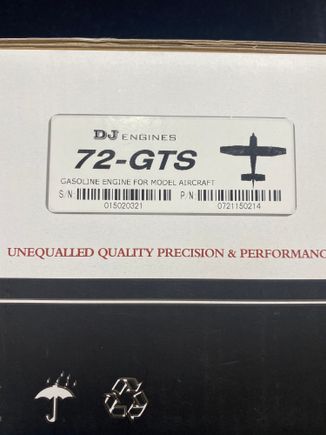 DJ ENGINES
72-GTS
GASOLINE ENGINE FOR MODEL AIRCRAFT
S/N: 015020321 P/N: 0721150214
UNEQUALLED QUALITY PRECISION & PERFORMANC